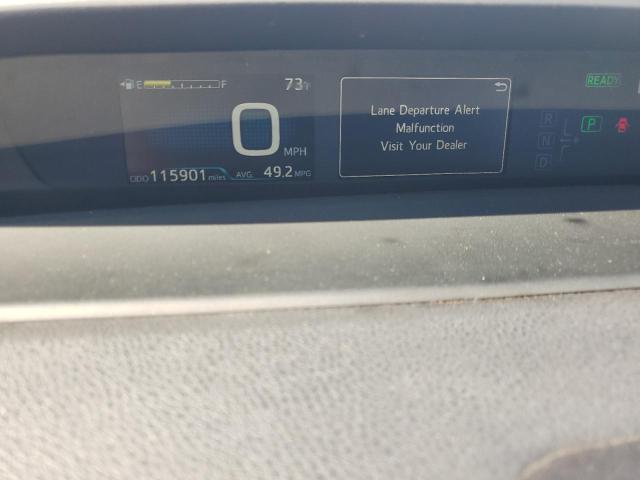 E F 73°F
0 MPH
ODO 115901 miles AVG. 49.2 MPG
Lane Departure Alert
Malfunction
Visit Your Dealer
READY
R
N
D
P